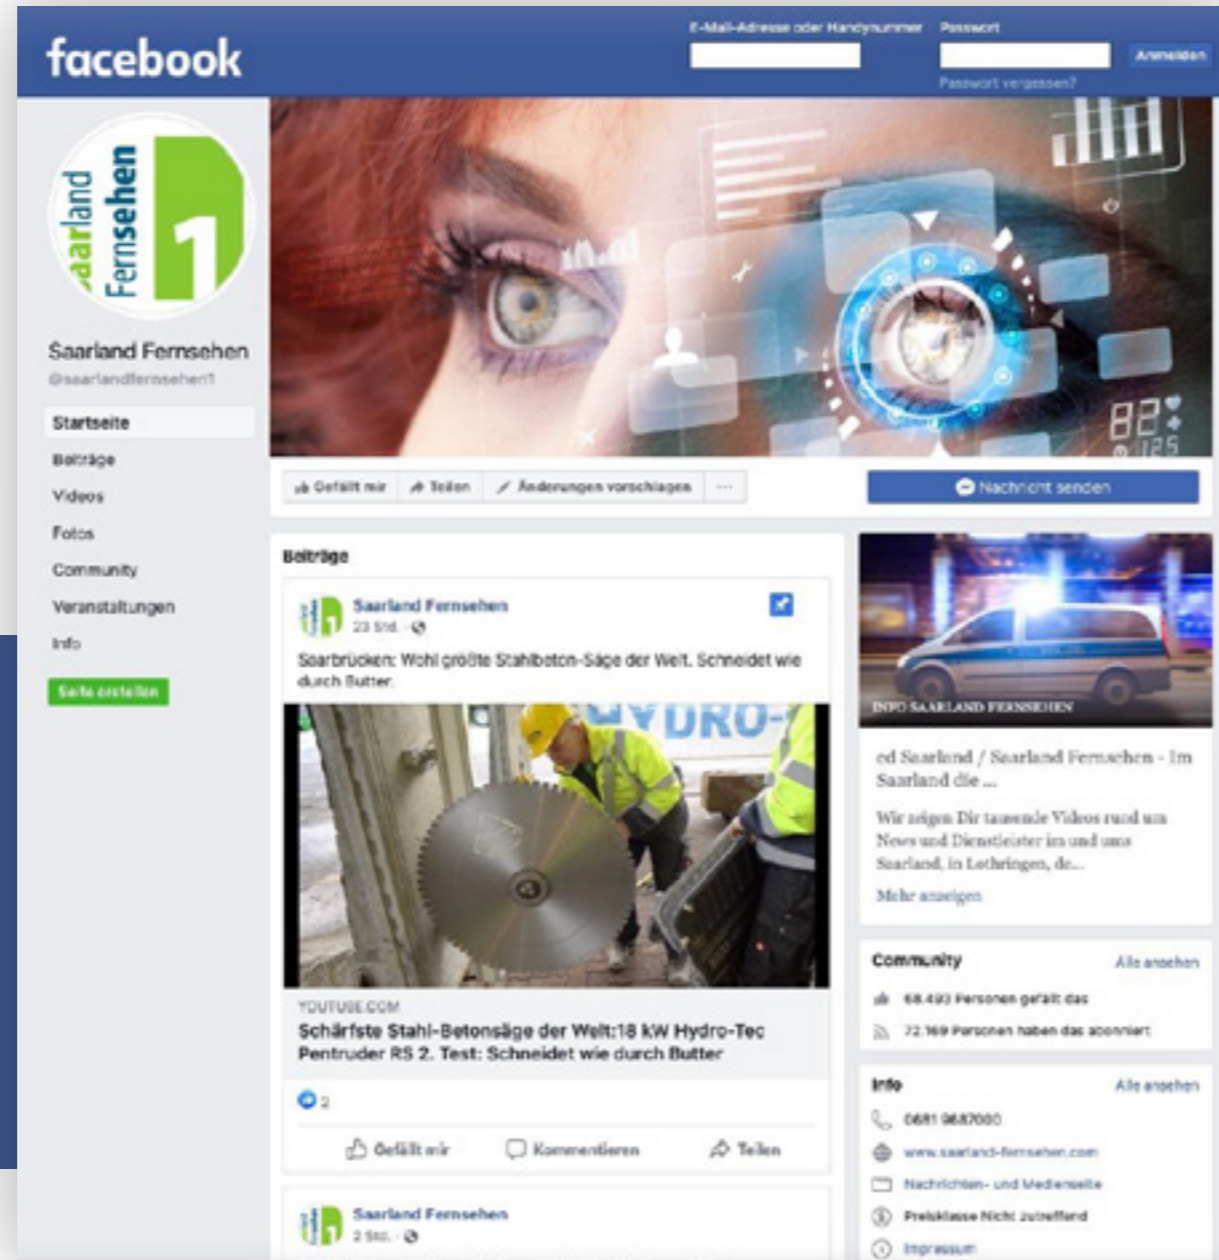 facebook
E-Mail-Adresse oder Handynummer
Passwort
Anmelden
Passwort vergessen?
Saarland
Fernsehen
1
Saarland Fernsehen
@saarlandfernsehen1
Startseite
Beiträge
Videos
Fotos
Community
Veranstaltungen
Info
Seite erstellen
82
125
Gefällt mir
Teilen
Änderungen vorschlagen
...
Nachricht senden
Beiträge
Saarland Fernsehen
23 Std.
Saarbrücken: Wohl größte Stahlbeton-Säge der Welt. Schneidet wie
durch Butter.
HYDRO-
YOUTUBE.COM
Schärfste Stahl-Betonsäge der Welt:18 kW Hydro-Tec
Pentruder RS 2. Test: Schneidet wie durch Butter
2
Gefällt mir
Kommentieren
Teilen
Saarland Fernsehen
2 Std.
INFO SAARLAND FERNSEHEN
cd Saarland / Saarland Fernsehen - Im
Saarland die ...
Wir zeigen Dir tausende Videos rund um
News und Dienstleister im und ums
Saarland, in Lothringen, de...
Mehr anzeigen
Community
Alle ansehen
68.493 Personen gefällt das
72.169 Personen haben das abonniert
Info
Alle ansehen
0681 9687000
www.saarland-fernsehen.com
Nachrichten- und Medienseite
Preisklasse Nicht zutreffend
Impressum